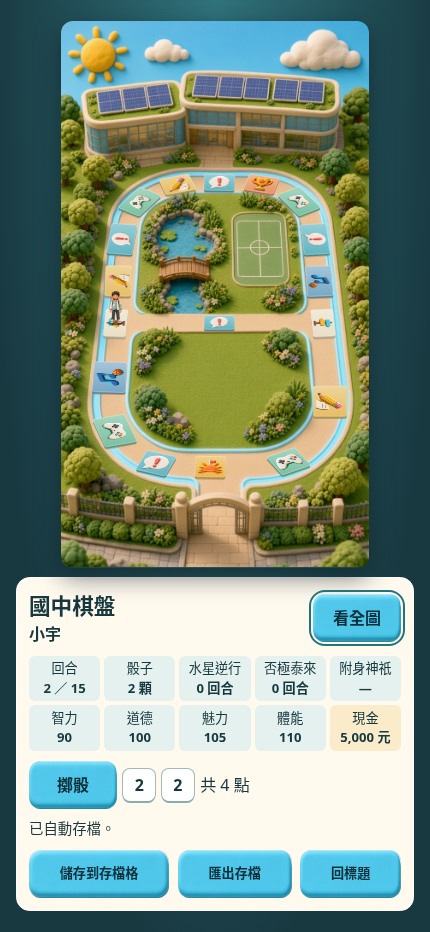 國中棋盤
小宇
看全圖
回合 骰子 水星逆行 否極泰來 附身神祇
2 ／ 15 2 顆 0 回合 0 回合 —
智力 道德 魅力 體能 現金
90 100 105 110 5,000 元
擲骰 2 2 共 4 點
已自動存檔。
儲存到存檔格 匯出存檔 回標題